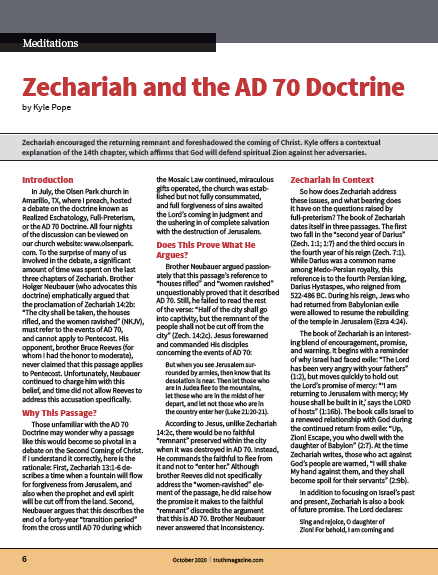 Meditations
Zechariah and the AD 70 Doctrine
by Kyle Pope
Zechariah encouraged the returning remnant and foreshadowed the coming of Christ. Kyle offers a contextual
explanation of the 14th chapter, which affirms that God will defend spiritual Zion against her adversaries.
Introduction
In July, the Olsen Park church in
Amarillo, TX, where I preach, hosted
a debate on the doctrine known as
Realized Eschatology, Full-Preterism,
or the AD 70 Doctrine. All four nights
of the discussion can be viewed on
our church website: www.olsenpark.
com. To the surprise of many of us
involved in the debate, a significant
amount of time was spent on the last
three chapters of Zechariah. Brother
Holger Neubauer (who advocates this
doctrine) emphatically argued that
the proclamation of Zechariah 14:2b:
"The city shall be taken, the houses
rifled, and the women ravished" (NKJV),
must refer to the events of AD 70,
and cannot apply to Pentecost. His
opponent, brother Bruce Reeves (for
whom I had the honor to moderate),
never claimed that this passage applies
to Pentecost. Unfortunately, Neubauer
continued to charge him with this
belief, and time did not allow Reeves to
address this accusation specifically.
Why This Passage?
Those unfamiliar with the AD 70
Doctrine may wonder why a passage
like this would become so pivotal in a
debate on the Second Coming of Christ.
If I understand it correctly, here is the
rationale: First, Zechariah 13:1-6 de-
scribes a time when a fountain will flow
for forgiveness from Jerusalem, and
also when the prophet and evil spirit
will be cut off from the land. Second,
Neubauer argues that this describes the
end of a forty-year "transition period"
from the cross until AD 70 during which
the Mosaic Law continued, miraculous
gifts operated, the church was estab-
lished but not fully consummated,
and full forgiveness of sins awaited
the Lord's coming in judgment and
the ushering in of complete salvation
with the destruction of Jerusalem.
Does This Prove What He
Argues?
Brother Neubauer argued passion-
ately that this passage's reference to
"houses rifled" and "women ravished"
unquestionably proved that it described
AD 70. Still, he failed to read the rest
of the verse: "Half of the city shall go
into captivity, but the remnant of the
people shall not be cut off from the
city" (Zech. 14:2c). Jesus forewarned
and commanded His disciples
concerning the events of AD 70:
But when you see Jerusalem sur-
rounded by armies, then know that its
desolation is near. Then let those who
are in Judea flee to the mountains,
let those who are in the midst of her
depart, and let not those who are in
the country enter her (Luke 21:20-21).
According to Jesus, unlike Zechariah
14:2c, there would be no faithful
"remnant" preserved within the city
when it was destroyed in AD 70. Instead,
He commands the faithful to flee from
it and not to "enter her." Although
brother Reeves did not specifically
address the "women-ravished" ele-
ment of the passage, he did raise how
the promise it makes to the faithful
"remnant" discredits the argument
that this is AD 70. Brother Neubauer
never answered that inconsistency.
Zechariah in Context
So how does Zechariah address
these issues, and what bearing does
it have on the questions raised by
full-preterism? The book of Zechariah
dates itself in three passages. The first
two fall in the "second year of Darius"
(Zech. 1:1; 1:7) and the third occurs in
the fourth year of his reign (Zech. 7:1).
While Darius was a common name
among Medo-Persian royalty, this
reference is to the fourth Persian king,
Darius Hystaspes, who reigned from
522-486 BC. During his reign, Jews who
had returned from Babylonian exile
were allowed to resume the rebuilding
of the temple in Jerusalem (Ezra 4:24).
The book of Zechariah is an interest-
ing blend of encouragement, promise,
and warning. It begins with a reminder
of why Israel had faced exile: "The Lord
has been very angry with your fathers"
(1:2), but moves quickly to hold out
the Lord's promise of mercy: "'I am
returning to Jerusalem with mercy; My
house shall be built in it,' says the LORD
of hosts" (1:16b). The book calls Israel to
a renewed relationship with God during
the continued return from exile: "Up,
Zion! Escape, you who dwell with the
daughter of Babylon" (2:7). At the time
Zechariah writes, those who act against
God's people are warned, "I will shake
My hand against them, and they shall
become spoil for their servants" (2:9b).
In addition to focusing on Israel's past
and present, Zechariah is also a book
of future promise. The Lord declares:
Sing and rejoice, O daughter of
Zion! For behold, I am coming and
6
October 2020 | truthmagazine.com